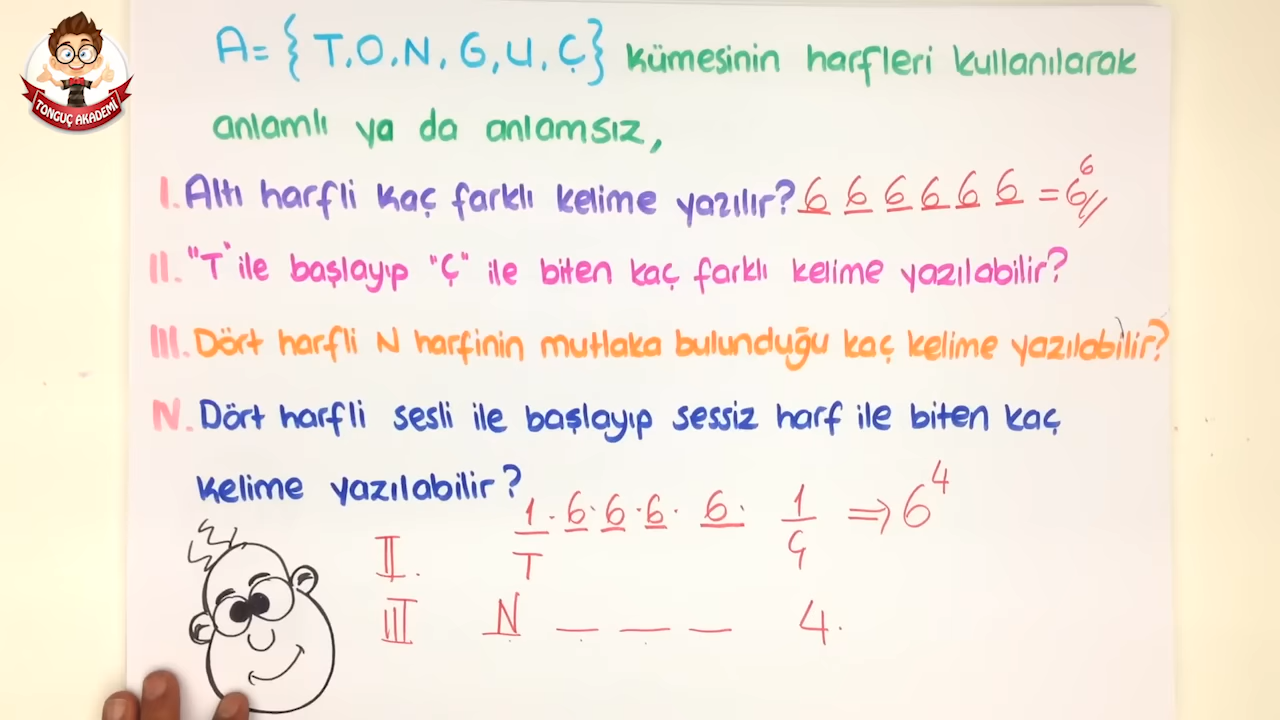 TONGUÇ AKADEMİ
A= {T,O,N,G,U,Ç} kümesinin harfleri kullanılarak
anlamlı ya da anlamsız,
I. Altı harfli kaç farklı kelime yazılır? 6 6 6 6 6 6 = 6⁶//
II. "T" ile başlayıp "Ç" ile biten kaç farklı kelime yazılabilir?
III. Dört harfli N harfinin mutlaka bulunduğu kaç kelime yazılabilir?
IV. Dört harfli sesli ile başlayıp sessiz harf ile biten kaç
kelime yazılabilir?
II. 1 · 6 · 6 · 6 · 6 · 1 ⇒ 6⁴
T Ç
III N _ _ _ 4.